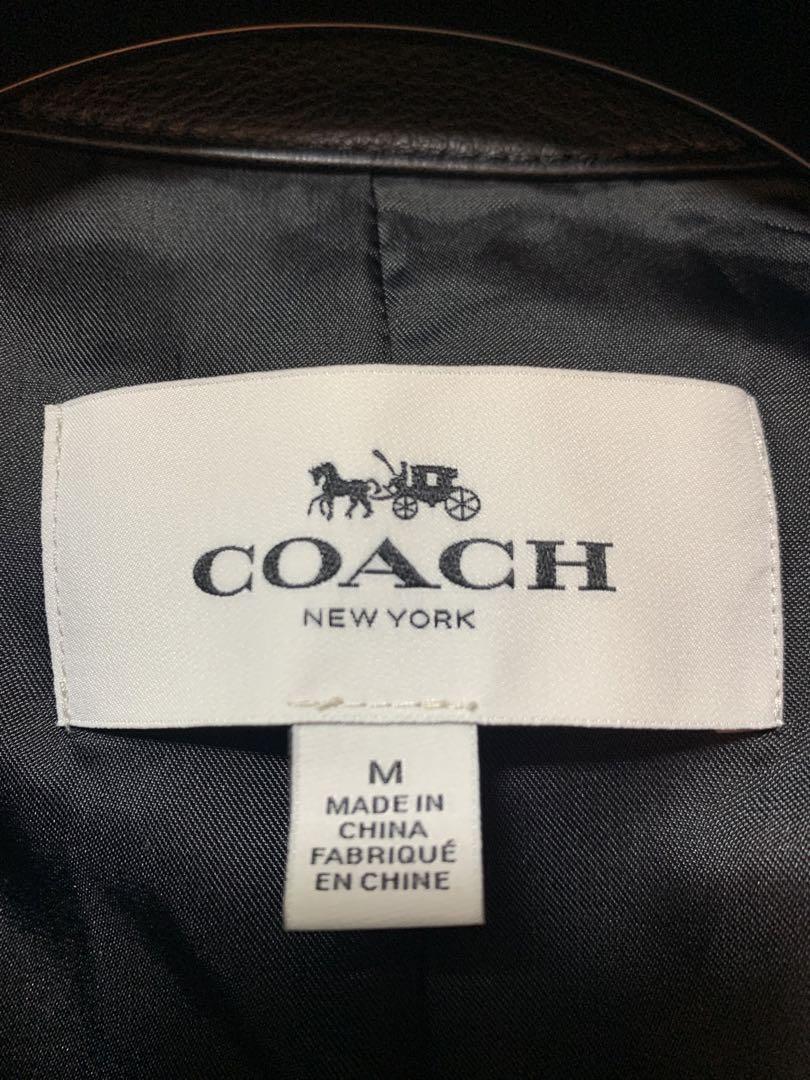 COACH
NEW YORK
M
MADE IN
CHINA
FABRIQUÉ
EN CHINE